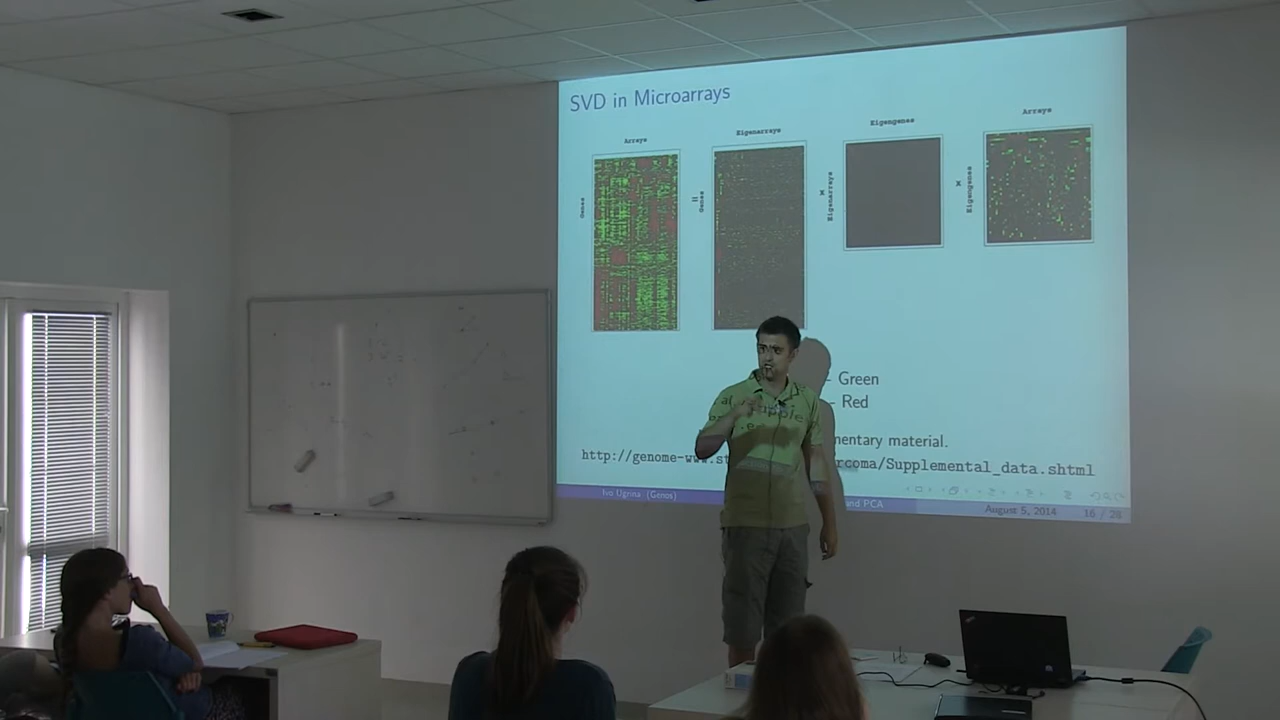 SVD in Microarrays
Arrays
Eigenarrays
Eigengenes
Arrays
Genes
=
Genes
x
Eigenarrays
x
Eigengenes
- Green
- Red
mentary material.
http://genome-www.st
rcoma/Supplemental_data.shtml
Ivo Ugrina (Genos)
and PCA
August 5, 2014
16 / 28